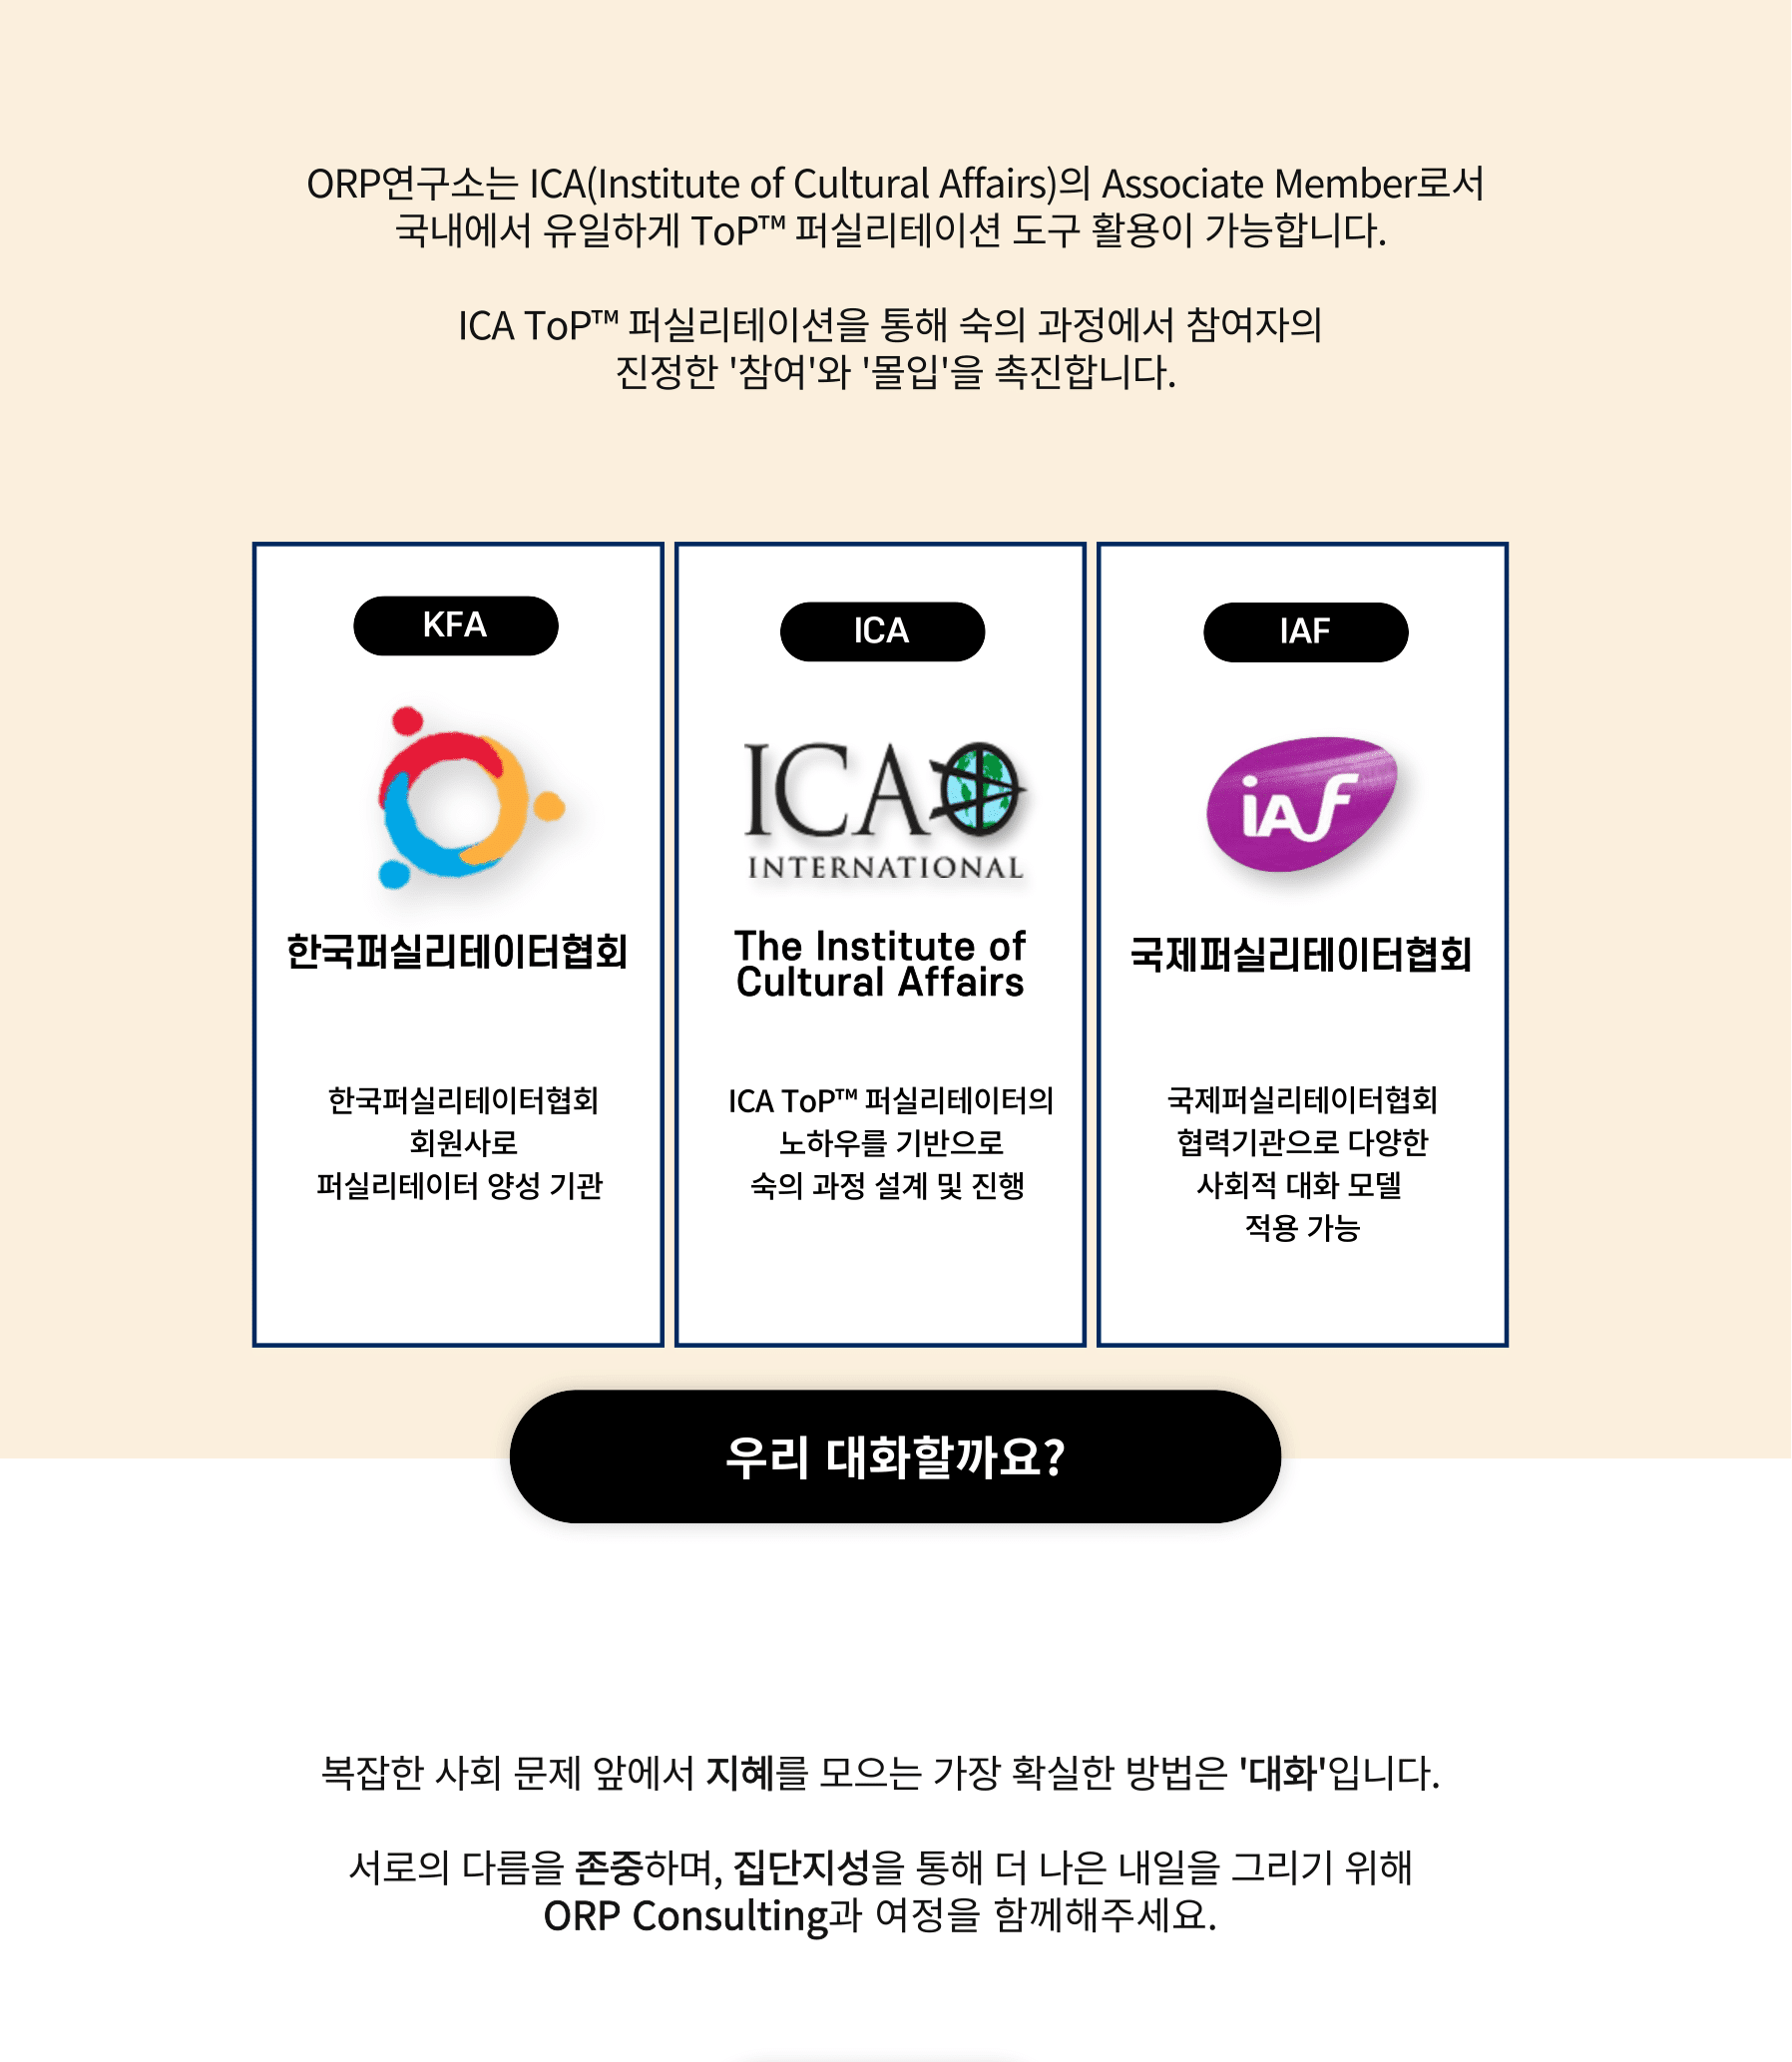 ORP연구소는 ICA(Institute of Cultural Affairs)의 Associate Member로서
국내에서 유일하게 ToP™ 퍼실리테이션 도구 활용이 가능합니다.
ICA ToP™ 퍼실리테이션을 통해 숙의 과정에서 참여자의
진정한 '참여'와 '몰입'을 촉진합니다.
KFA
한국퍼실리테이터협회
한국퍼실리테이터협회
회원사로
퍼실리테이터 양성 기관
ICA
ICA
INTERNATIONAL
The Institute of
Cultural Affairs
ICA ToP™ 퍼실리테이터의
노하우를 기반으로
숙의 과정 설계 및 진행
IAF
iAF
국제퍼실리테이터협회
국제퍼실리테이터협회
협력기관으로 다양한
사회적 대화 모델
적용 가능
우리 대화할까요?
복잡한 사회 문제 앞에서 지혜를 모으는 가장 확실한 방법은 '대화'입니다.
서로의 다름을 존중하며, 집단지성을 통해 더 나은 내일을 그리기 위해
ORP Consulting과 여정을 함께해주세요.